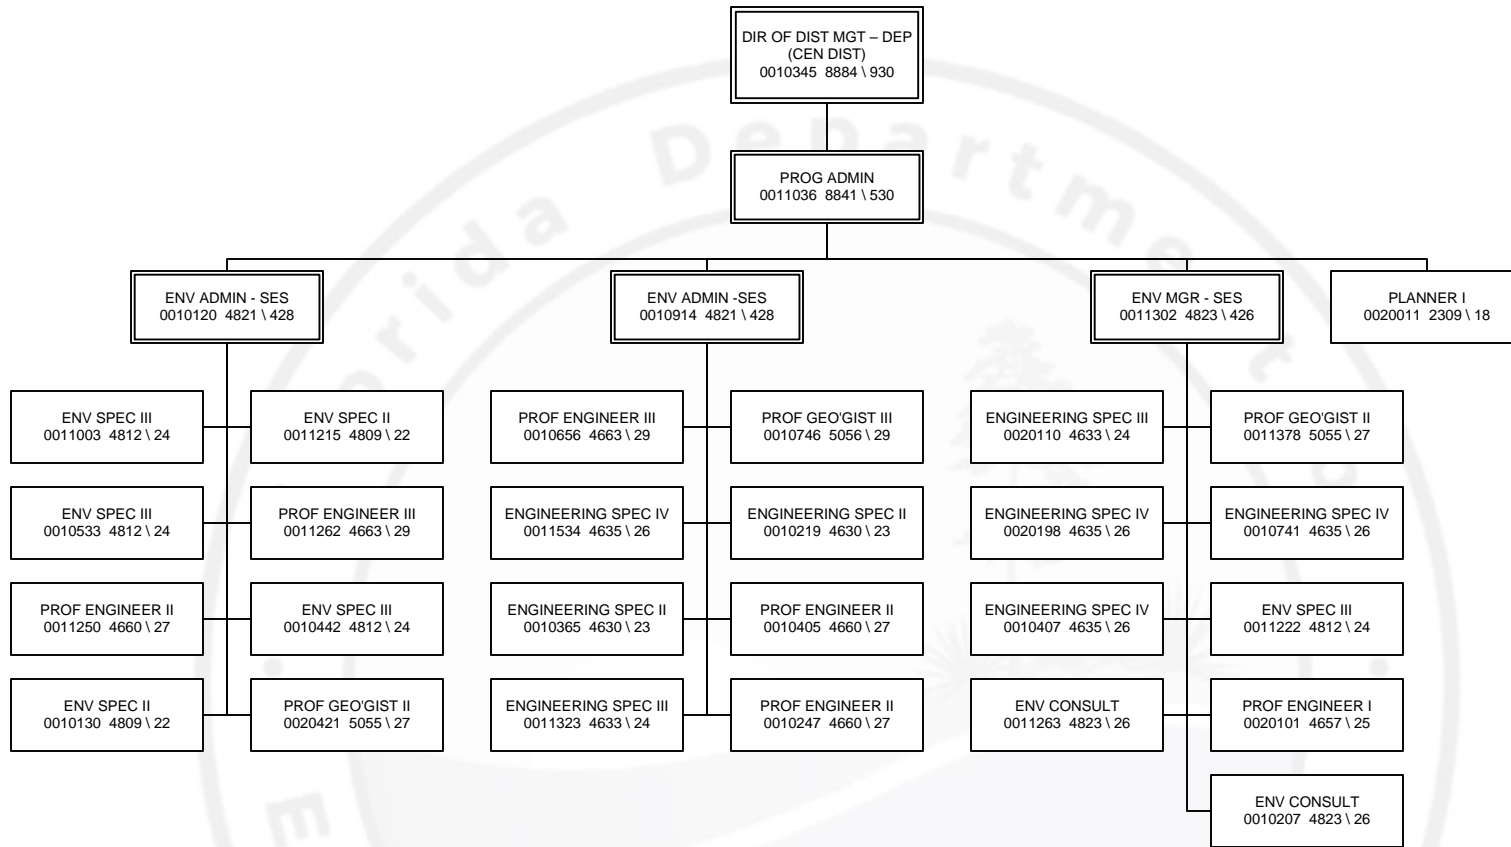 DIR OF DIST MGT – DEP
(CEN DIST)
0010345 8884 \ 930
PROG ADMIN
0011036 8841 \ 530
ENV ADMIN - SES
0010120 4821 \ 428
ENV ADMIN -SES
0010914 4821 \ 428
ENV MGR - SES
0011302 4823 \ 426
PLANNER I
0020011 2309 \ 18
ENV SPEC III
0011003 4812 \ 24
ENV SPEC II
0011215 4809 \ 22
PROF ENGINEER III
0010656 4663 \ 29
PROF GEO'GIST III
0010746 5056 \ 29
ENGINEERING SPEC III
0020110 4633 \ 24
PROF GEO'GIST II
0011378 5055 \ 27
ENV SPEC III
0010533 4812 \ 24
PROF ENGINEER III
0011262 4663 \ 29
ENGINEERING SPEC IV
0011534 4635 \ 26
ENGINEERING SPEC II
0010219 4630 \ 23
ENGINEERING SPEC IV
0020198 4635 \ 26
ENGINEERING SPEC IV
0010741 4635 \ 26
PROF ENGINEER II
0011250 4660 \ 27
ENV SPEC III
0010442 4812 \ 24
ENGINEERING SPEC II
0010365 4630 \ 23
PROF ENGINEER II
0010405 4660 \ 27
ENGINEERING SPEC IV
0010407 4635 \ 26
ENV SPEC III
0011222 4812 \ 24
ENV SPEC II
0010130 4809 \ 22
PROF GEO'GIST II
0020421 5055 \ 27
ENGINEERING SPEC III
0011323 4633 \ 24
PROF ENGINEER II
0010247 4660 \ 27
ENV CONSULT
0011263 4823 \ 26
PROF ENGINEER I
0020101 4657 \ 25
ENV CONSULT
0010207 4823 \ 26
Department